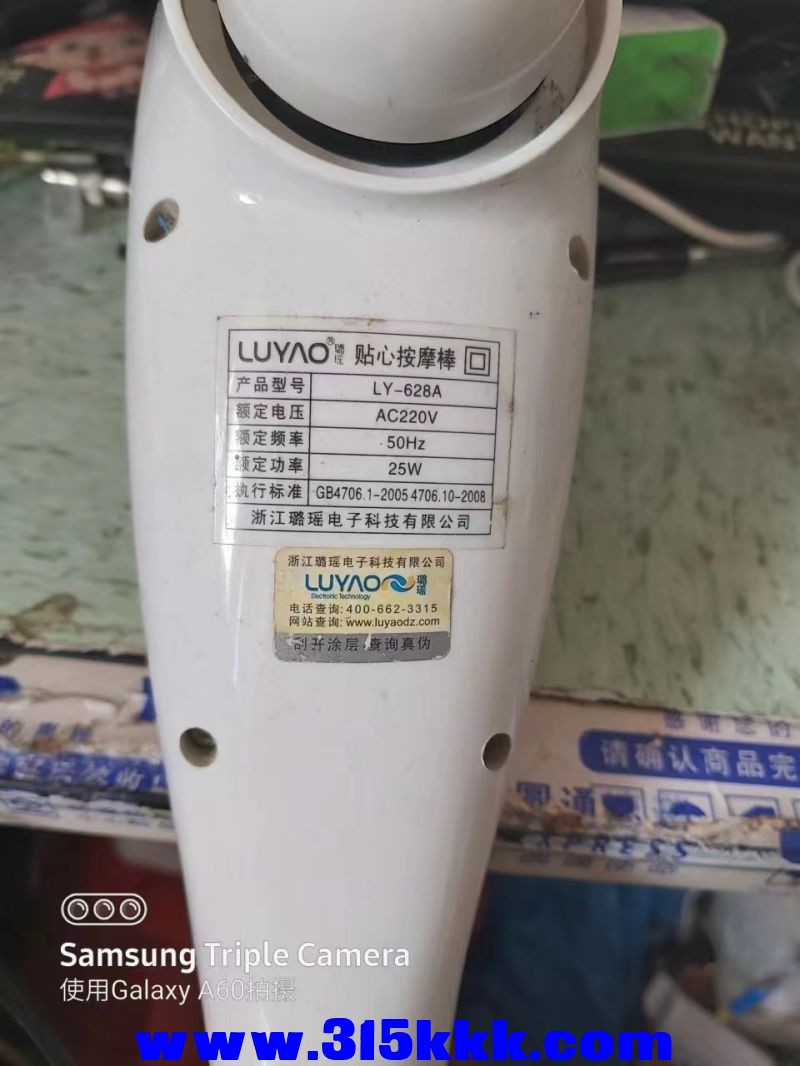 LUYAO® 璐瑶 贴心按摩棒
产品型号 LY-628A
额定电压 AC220V
额定频率 50Hz
额定功率 25W
执行标准 GB4706.1-2005 4706.10-2008
浙江璐瑶电子科技有限公司
浙江璐瑶电子科技有限公司
LUYAO 璐瑶
Electronic Technology
电话查询:400-662-3315
网站查询:www.luyaodz.com
刮开涂层 查询真伪
请确认商品完
Samsung Triple Camera
使用Galaxy A60拍摄
www.315kkk.com